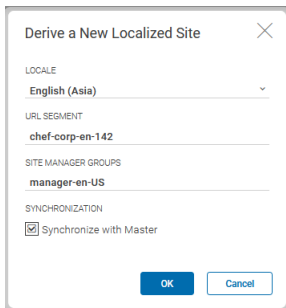 Derive a New Localized Site
LOCALE
English (Asia)
URL SEGMENT
chef-corp-en-142
SITE MANAGER GROUPS
manager-en-US
SYNCHRONIZATION
Synchronize with Master
OK Cancel